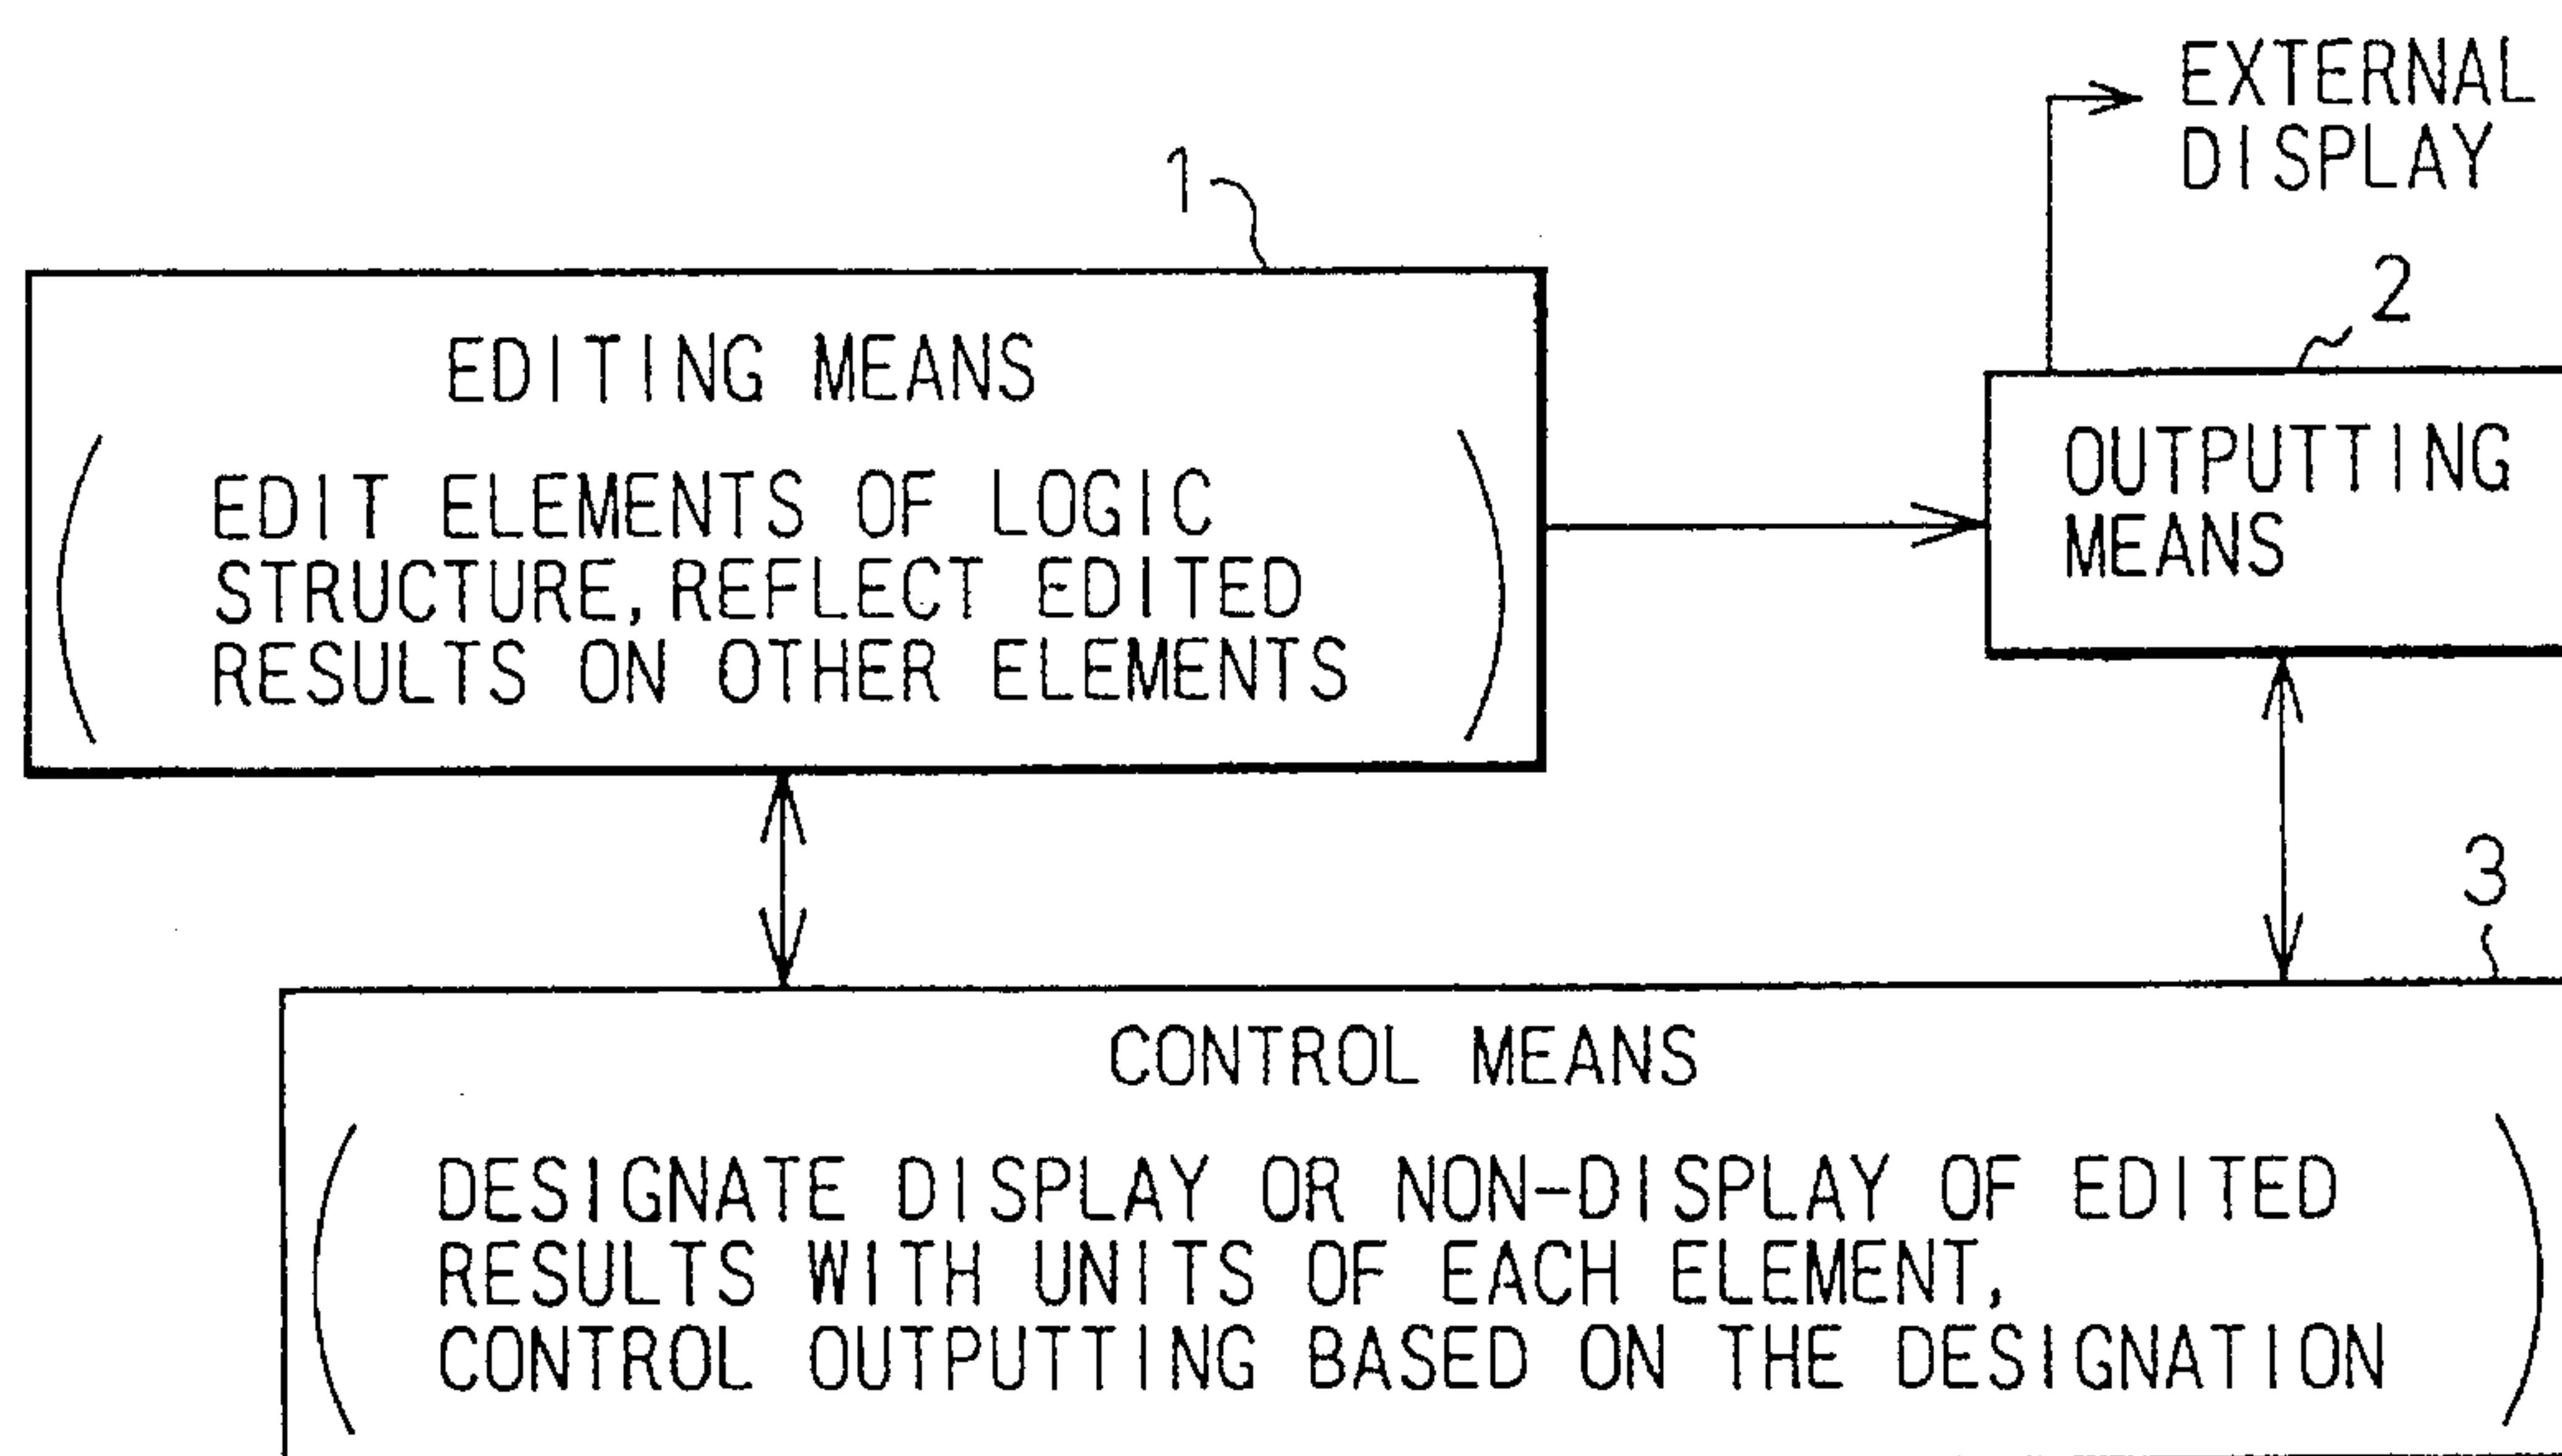 EXTERNAL
DISPLAY
1
2
EDITING MEANS
EDIT ELEMENTS OF LOGIC
STRUCTURE, REFLECT EDITED
RESULTS ON OTHER ELEMENTS
OUTPUTTING
MEANS
3
CONTROL MEANS
DESIGNATE DISPLAY OR NON-DISPLAY OF EDITED
RESULTS WITH UNITS OF EACH ELEMENT,
CONTROL OUTPUTTING BASED ON THE DESIGNATION